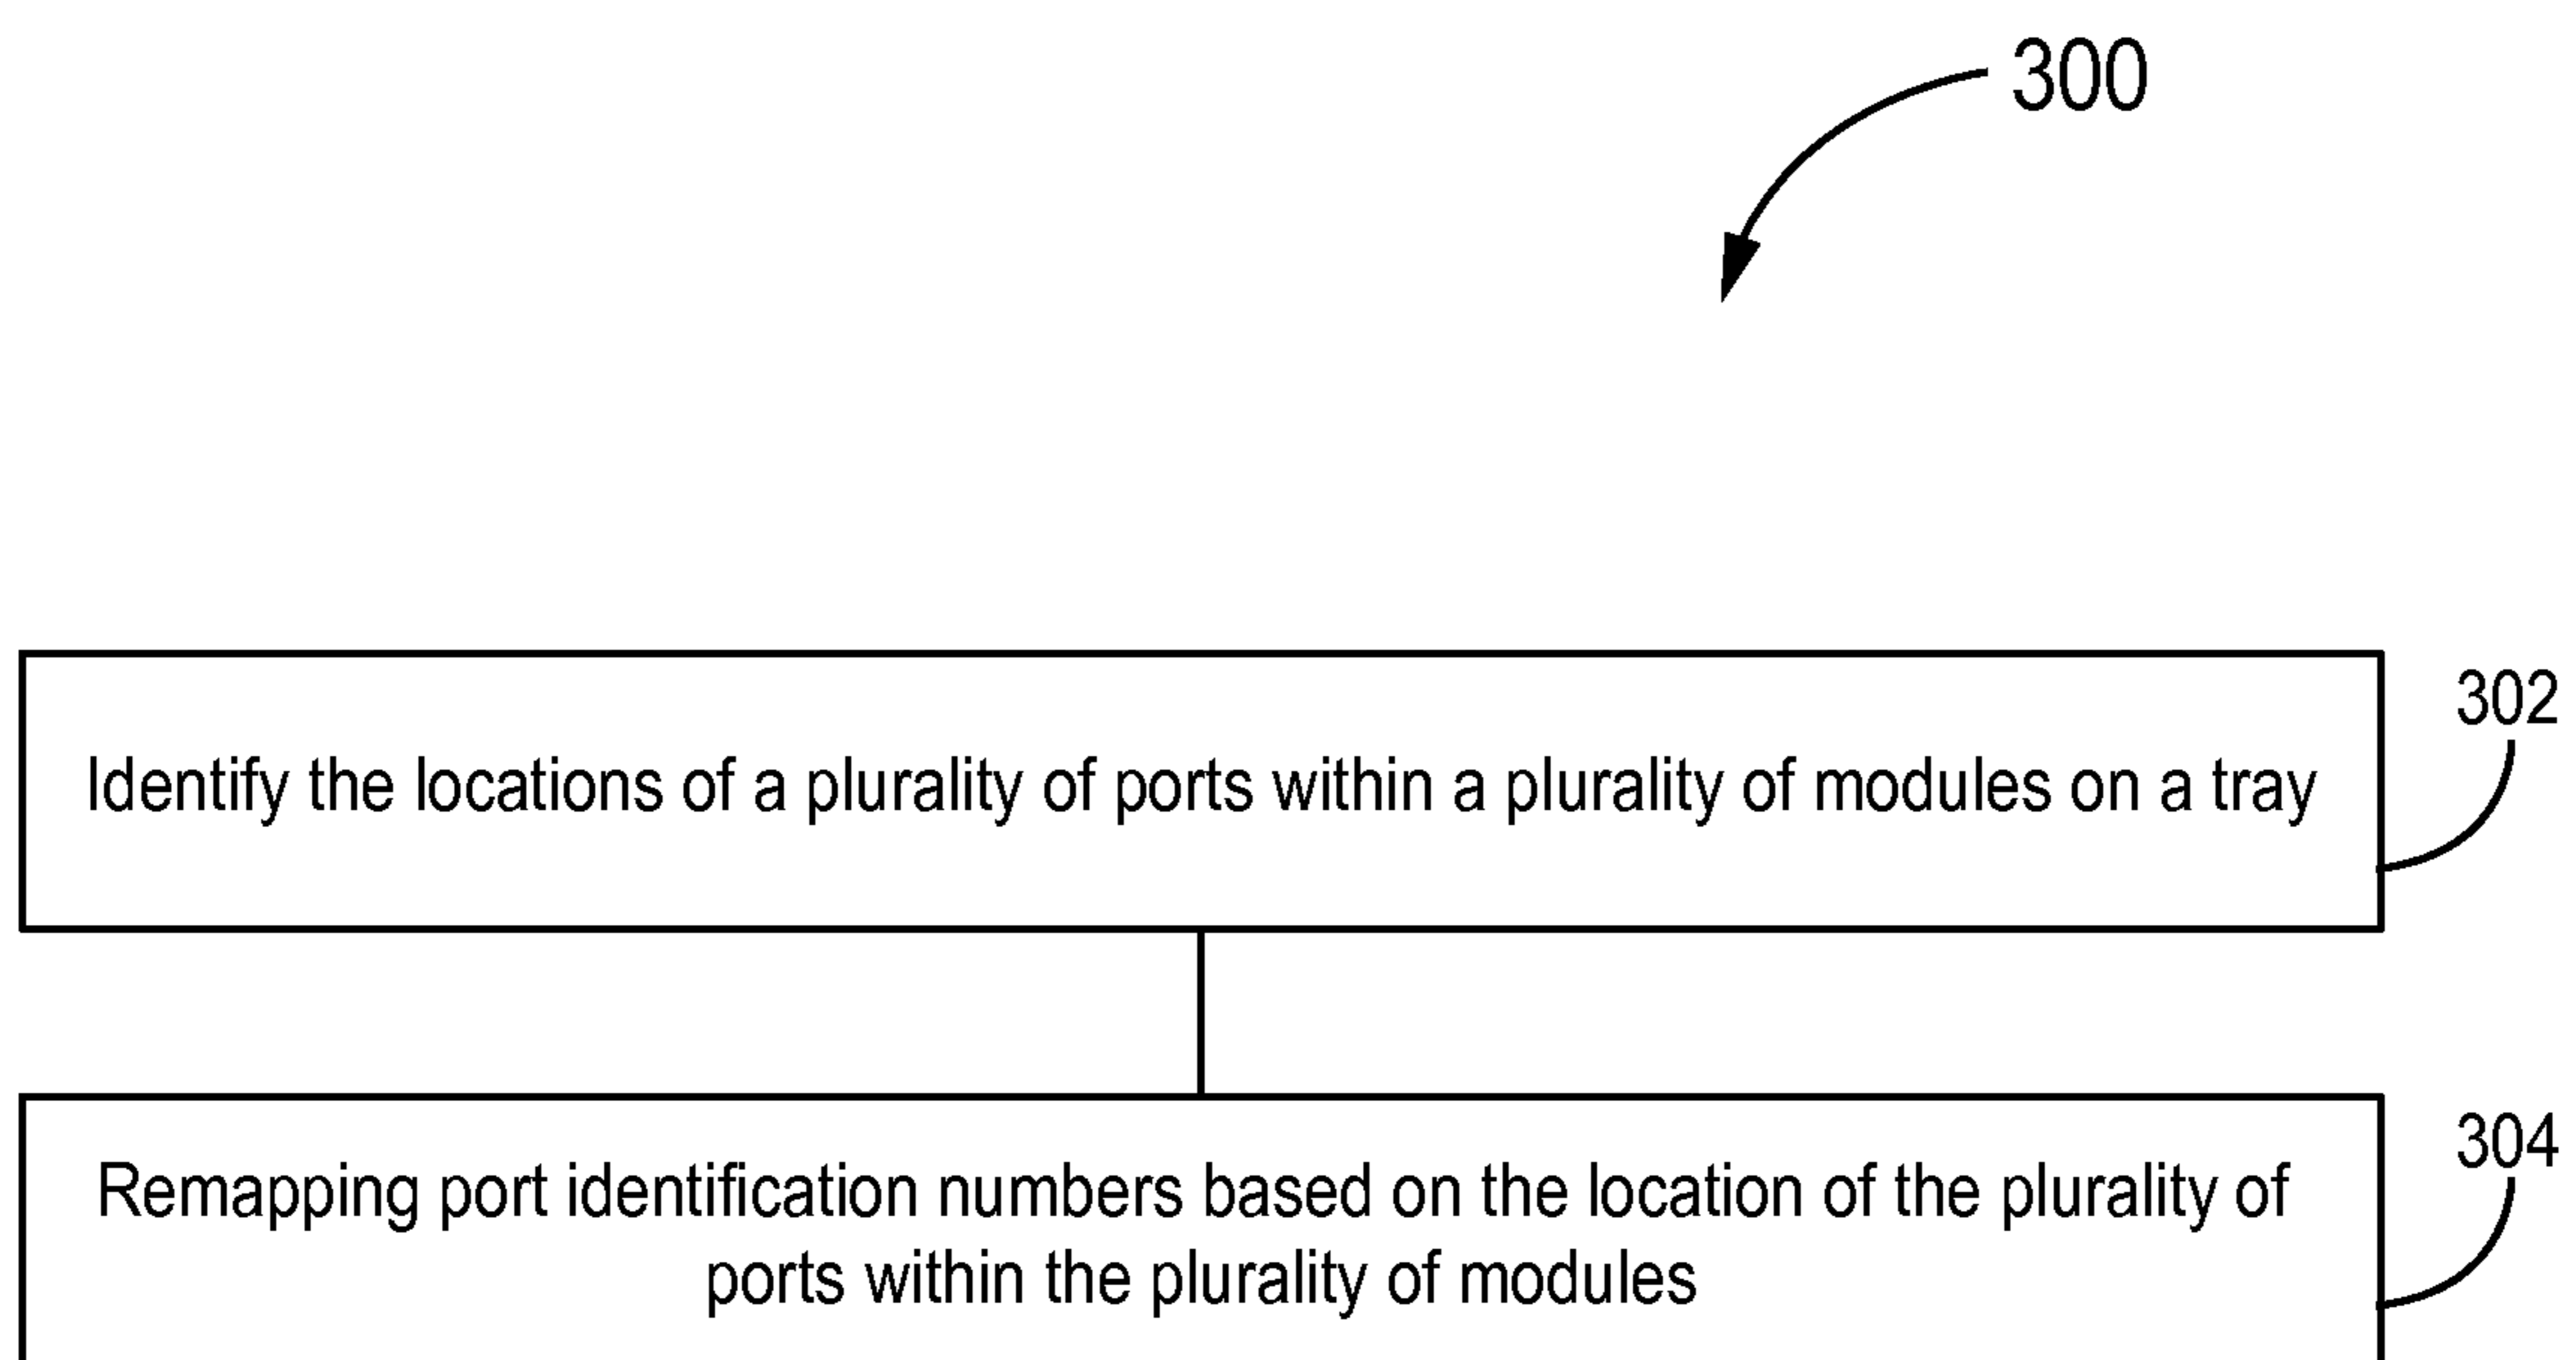 300
302
Identify the locations of a plurality of ports within a plurality of modules on a tray
304
Remapping port identification numbers based on the location of the plurality of
ports within the plurality of modules